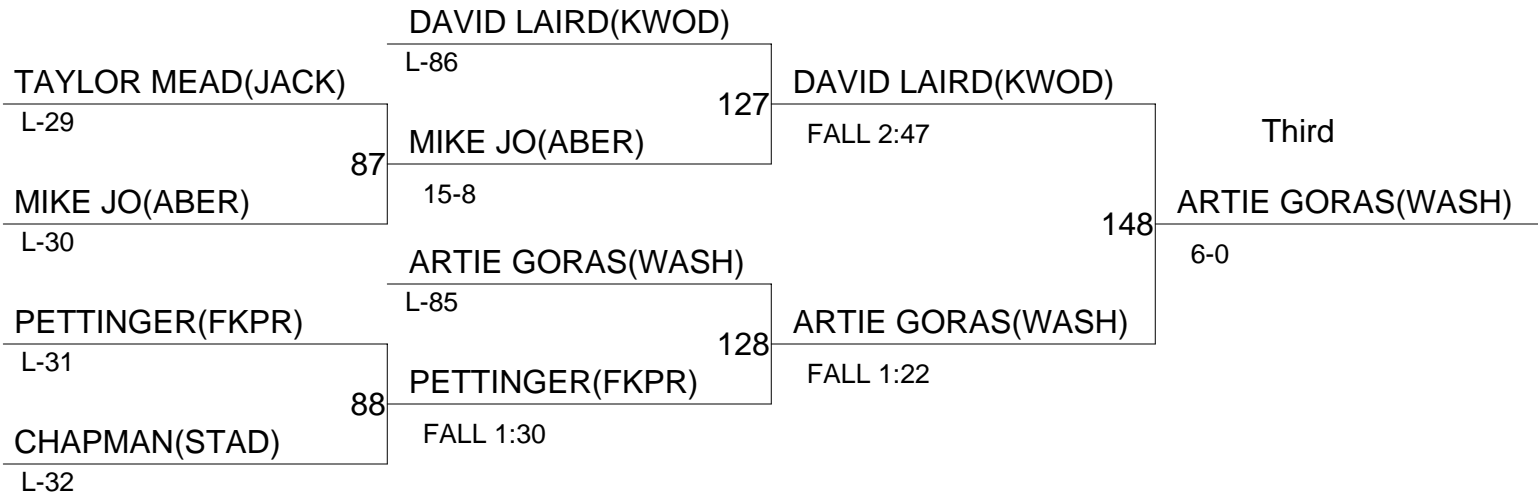 DAVID LAIRD(KWOD)
L-86
TAYLOR MEAD(JACK)
L-29
127
DAVID LAIRD(KWOD)
FALL 2:47
Third
87
MIKE JO(ABER)
15-8
MIKE JO(ABER)
L-30
148
ARTIE GORAS(WASH)
6-0
ARTIE GORAS(WASH)
L-85
PETTINGER(FKPR)
L-31
128
ARTIE GORAS(WASH)
FALL 1:22
88
PETTINGER(FKPR)
FALL 1:30
CHAPMAN(STAD)
L-32